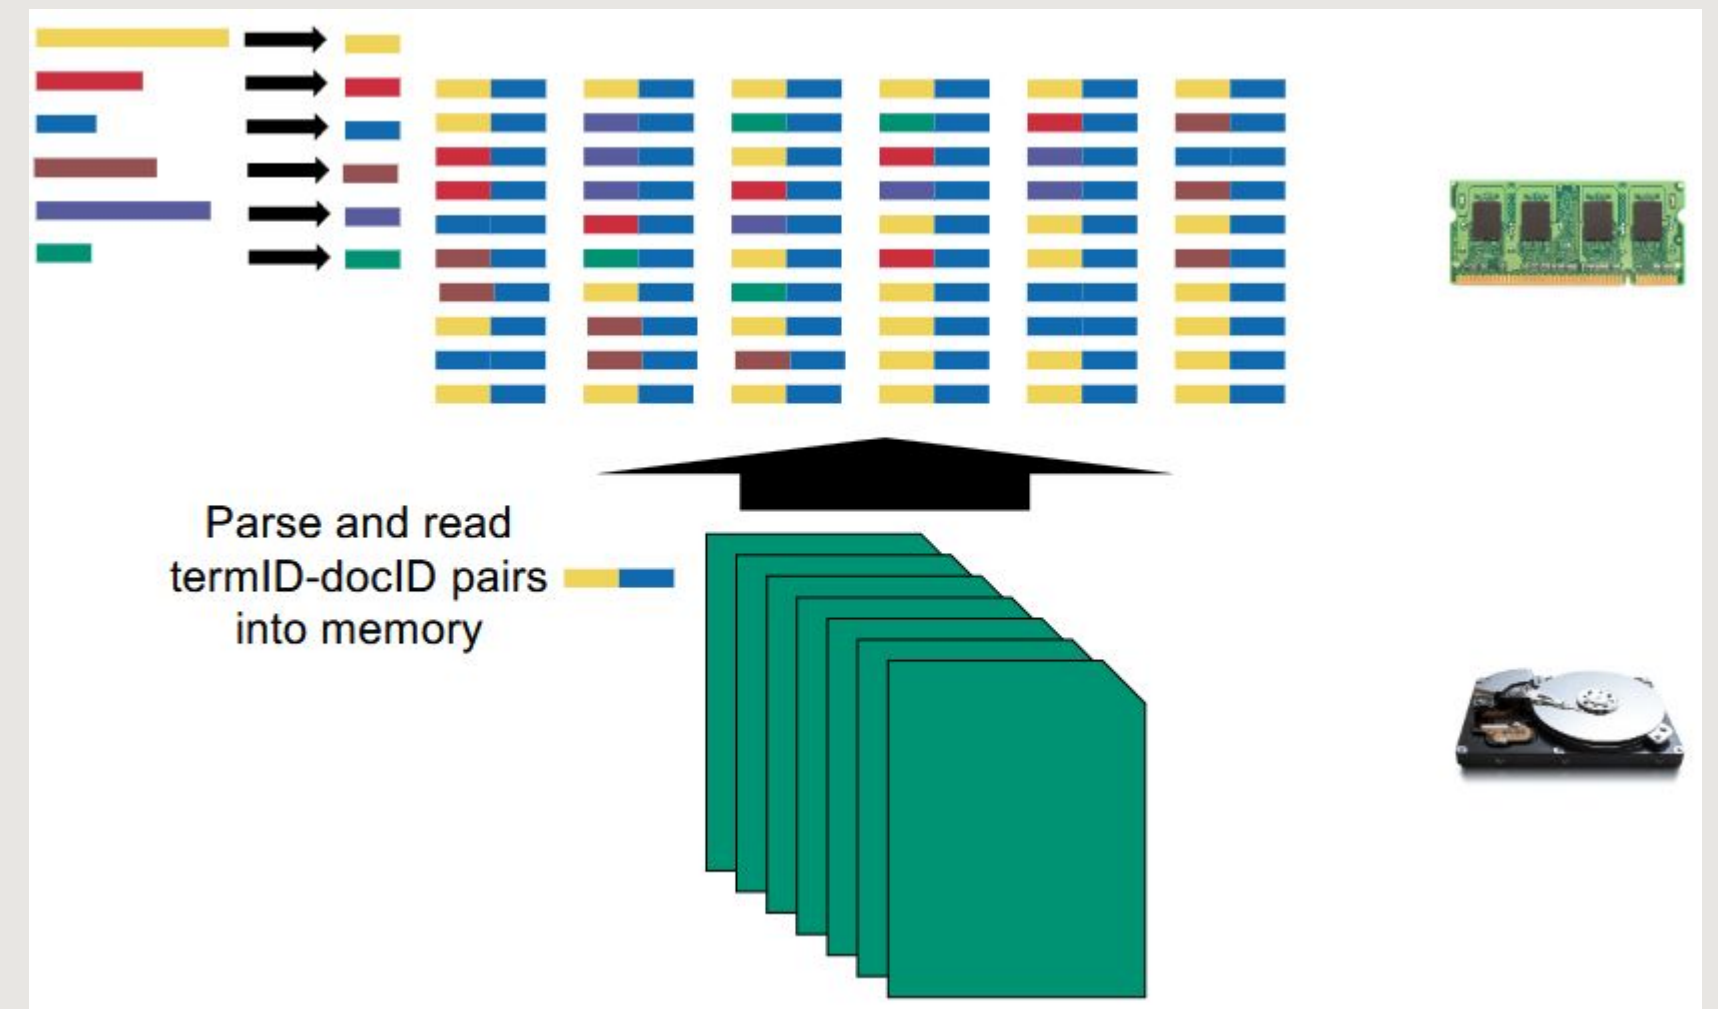 Parse and read
termID-docID pairs
into memory